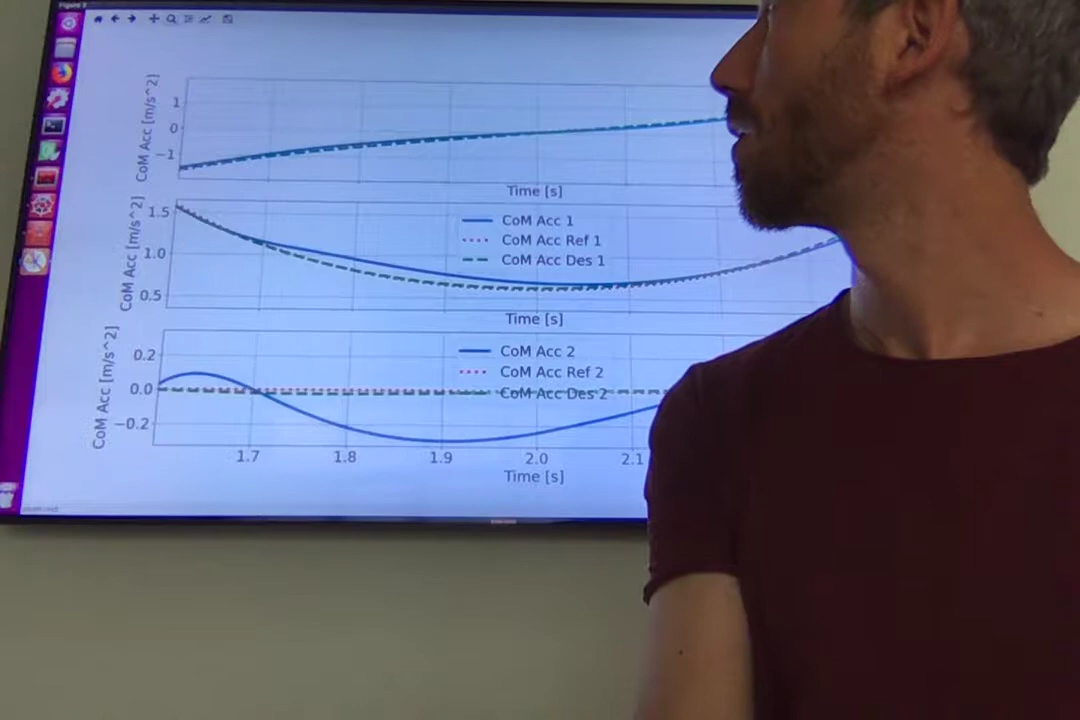 Figure 3
CoM Acc [m/s^2]
1
0
−1
Time [s]
CoM Acc [m/s^2]
1.5
1.0
0.5
CoM Acc 1
CoM Acc Ref 1
CoM Acc Des 1
Time [s]
CoM Acc [m/s^2]
0.2
0.0
−0.2
CoM Acc 2
CoM Acc Ref 2
CoM Acc Des 2
1.7 1.8 1.9 2.0 2.1
Time [s]